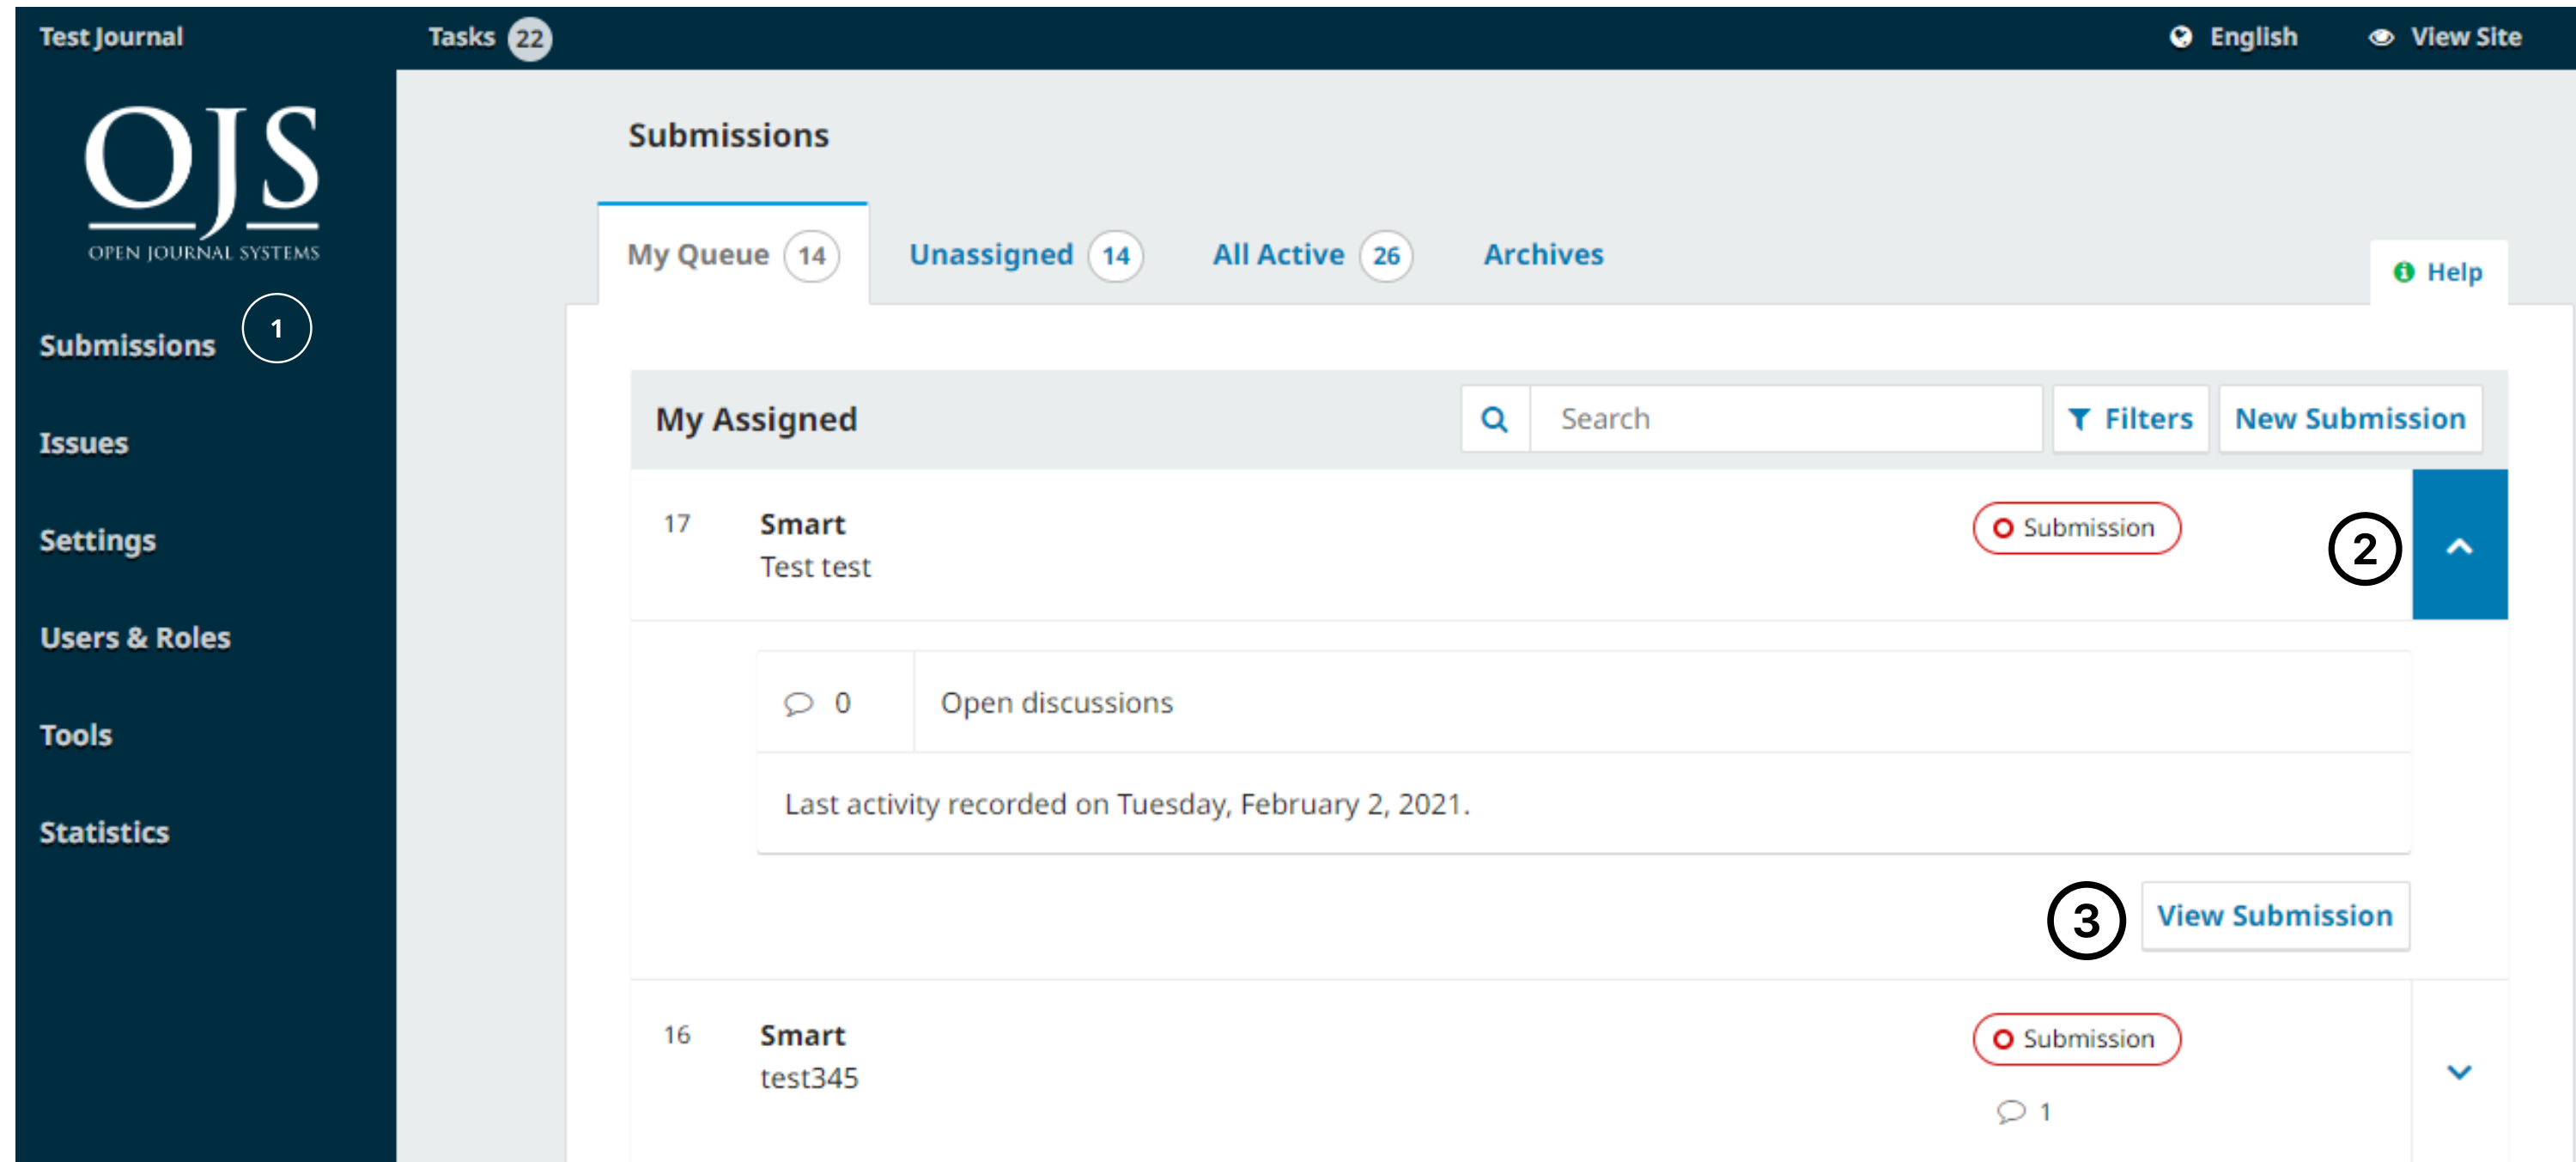 Test Journal
Tasks 22
English
View Site
OJS
OPEN JOURNAL SYSTEMS
Submissions 1
Issues
Settings
Users & Roles
Tools
Statistics
Submissions
My Queue 14
Unassigned 14
All Active 26
Archives
Help
My Assigned
Search
Filters
New Submission
17 Smart
Test test
Submission
2
0 Open discussions
Last activity recorded on Tuesday, February 2, 2021.
3 View Submission
16 Smart
test345
Submission
1